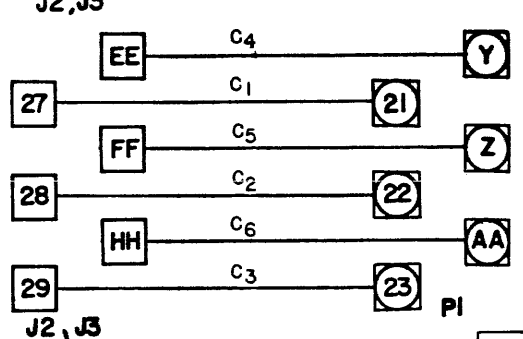 J2,J3
EE C4 Y
27 C1 21
FF C5 Z
28 C2 22
HH C6 AA
29 C3 23
P1
J2, J3